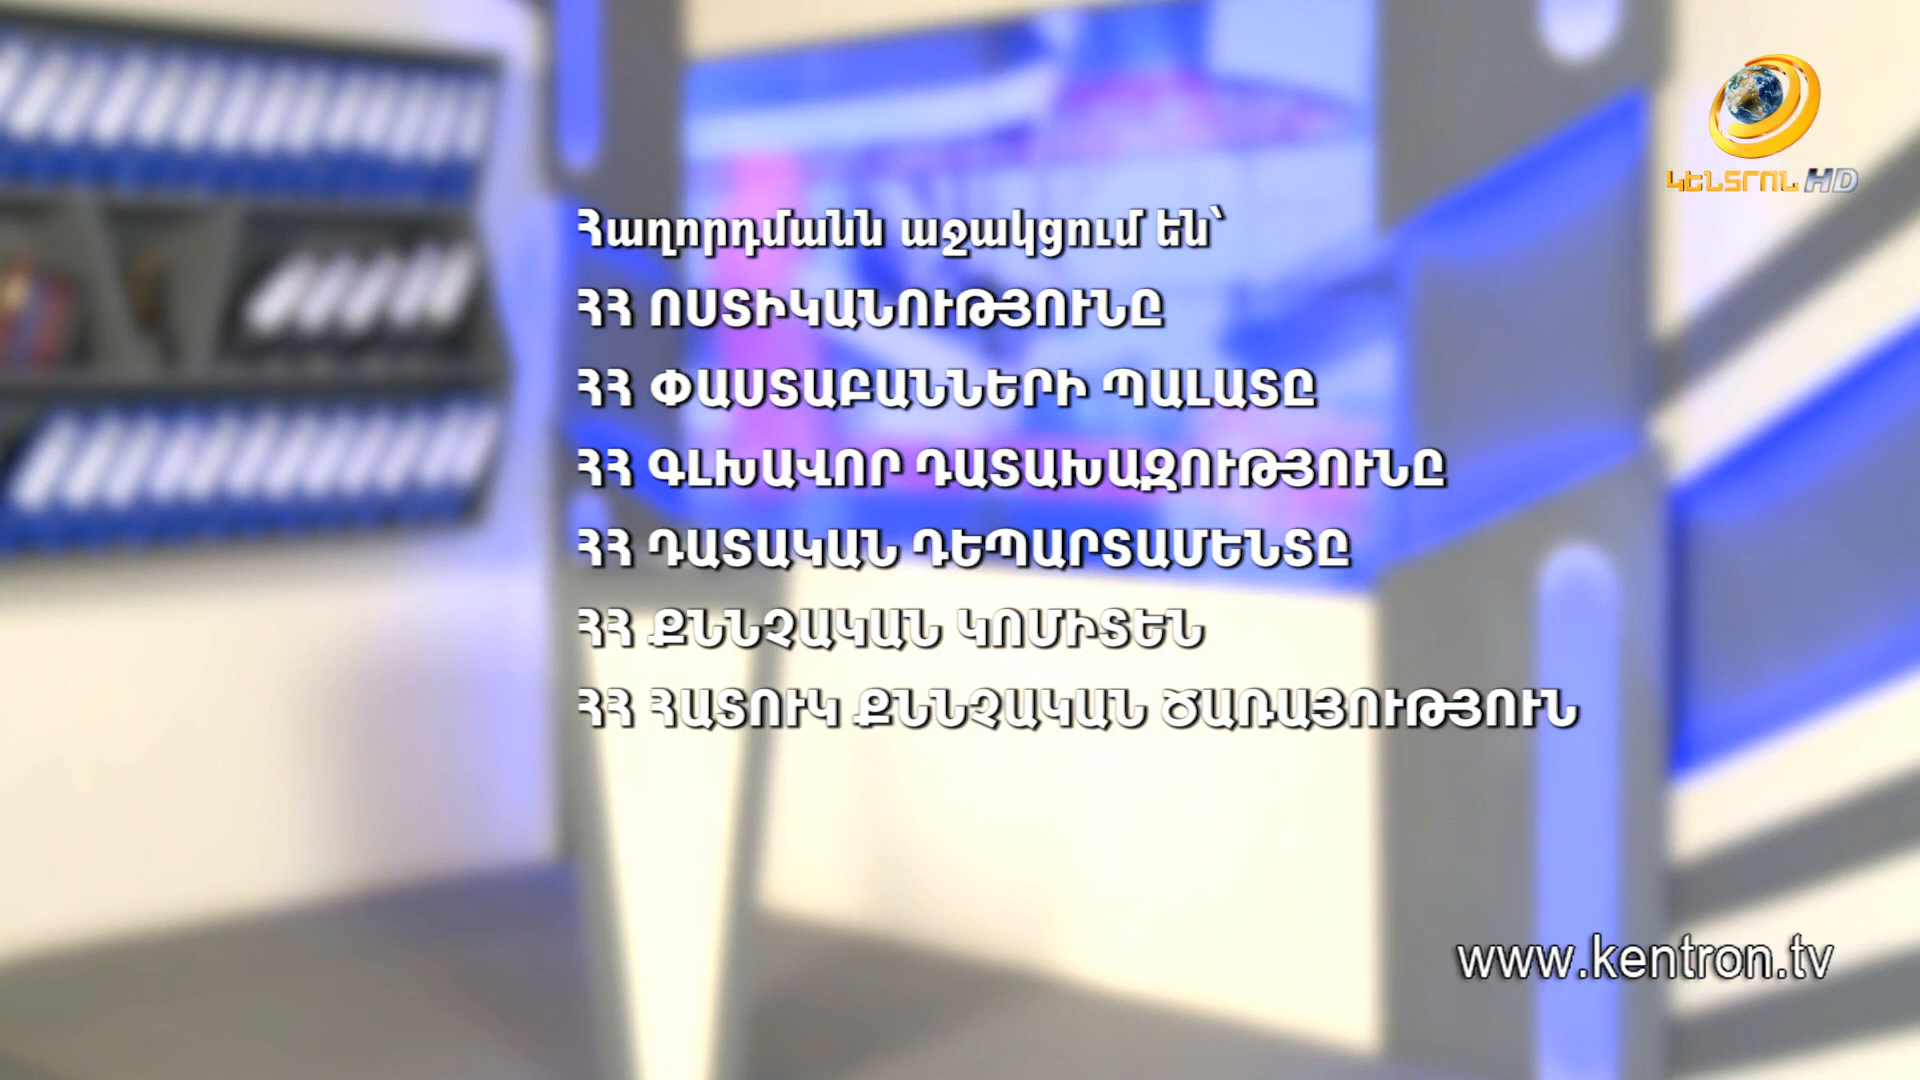 ԿԵՆՏՐՈՆ HD
Հաղորդմանն աջակցում են՝
ՀՀ ՈՍՏԻԿԱՆՈՒԹՅՈՒՆԸ
ՀՀ ՓԱՍՏԱԲԱՆՆԵՐԻ ՊԱԼԱՏԸ
ՀՀ ԳԼԽԱՎՈՐ ԴԱՏԱԽԱԶՈՒԹՅՈՒՆԸ
ՀՀ ԴԱՏԱԿԱՆ ԴԵՊԱՐՏԱՄԵՆՏԸ
ՀՀ ՔՆՆՉԱԿԱՆ ԿՈՄԻՏԵՆ
ՀՀ ՀԱՏՈՒԿ ՔՆՆՉԱԿԱՆ ԾԱՌԱՅՈՒԹՅՈՒՆ
www.kentron.tv